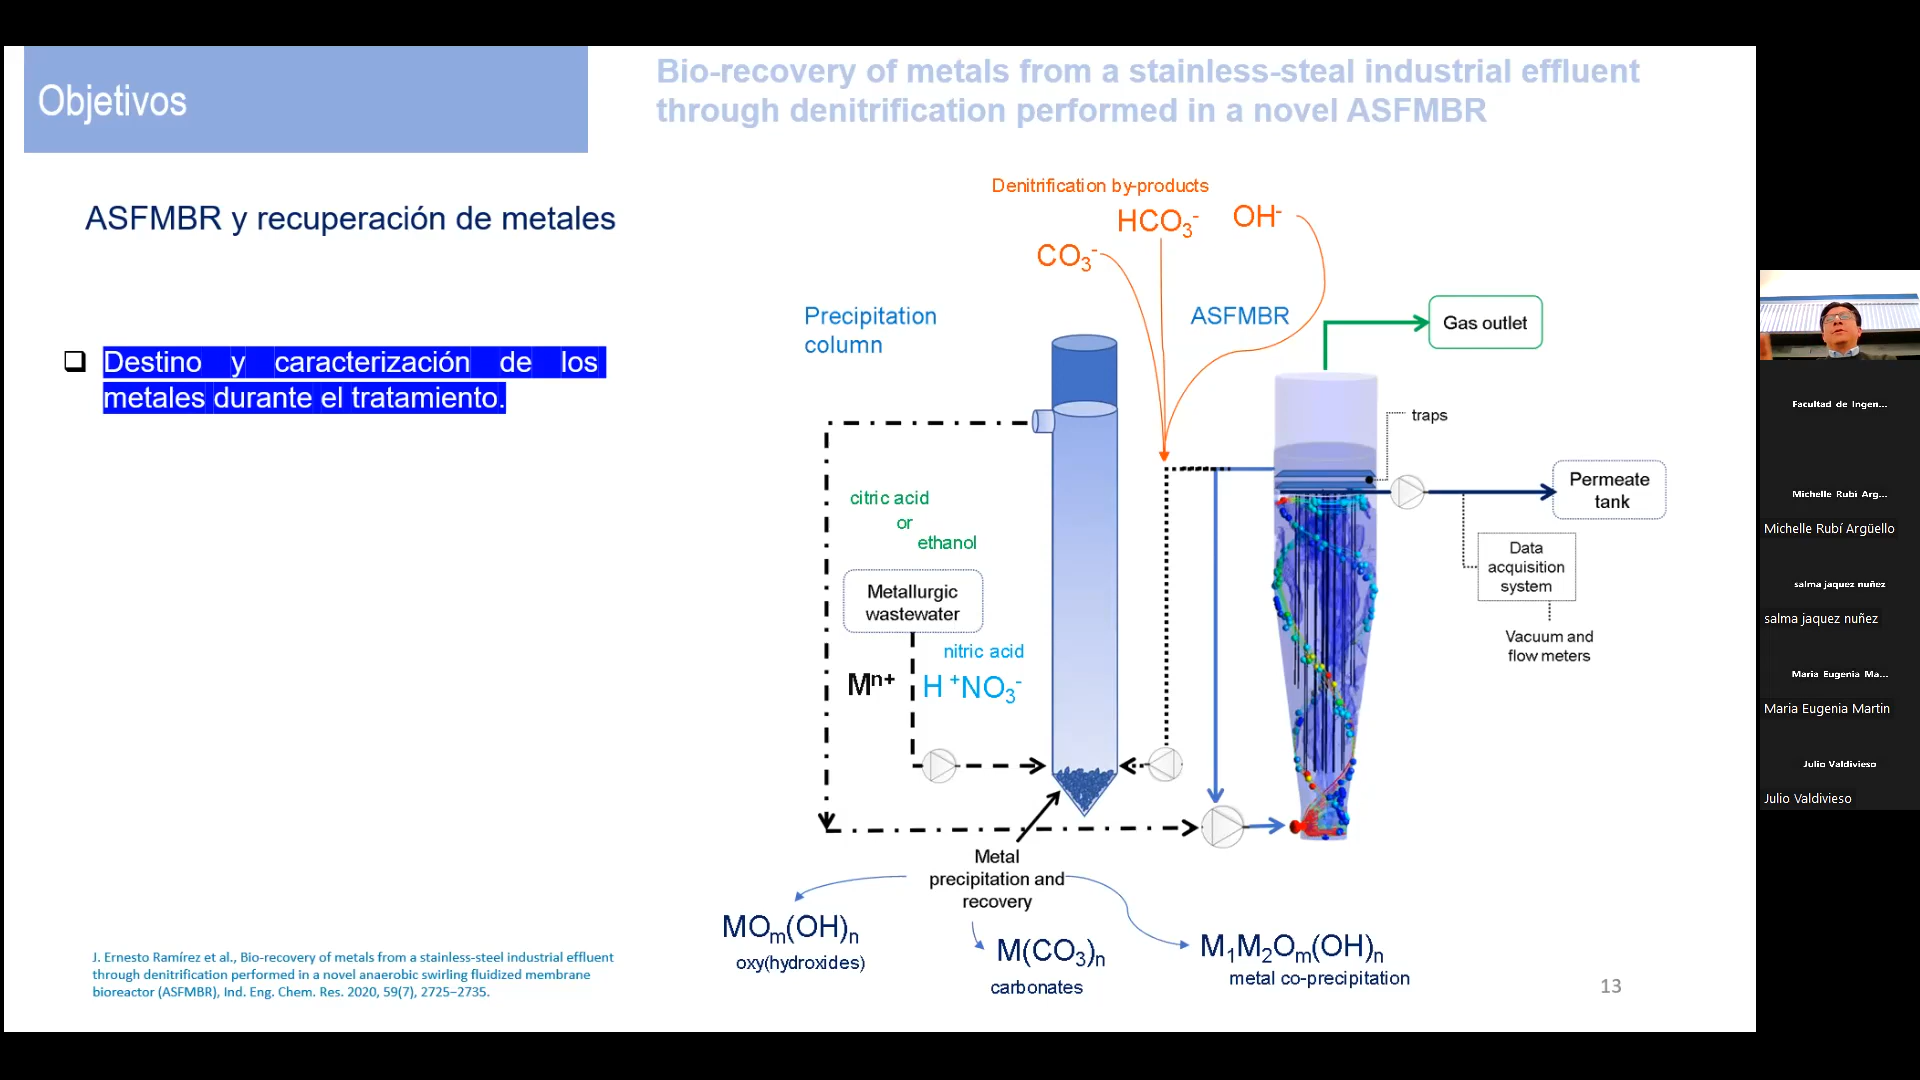 Objetivos
Bio-recovery of metals from a stainless-steal industrial effluent
through denitrification performed in a novel ASFMBR
ASFMBR y recuperación de metales
Destino y caracterización de los
metales durante el tratamiento.
Denitrification by-products
HCO3-
OH-
CO3-
Precipitation
column
ASFMBR
Gas outlet
traps
Permeate
tank
citric acid
or
ethanol
Data
acquisition
system
Metallurgic
wastewater
Vacuum and
flow meters
nitric acid
Mn+
H+NO3-
Metal
precipitation and
recovery
MOm(OH)n
oxy(hydroxides)
M(CO3)n
carbonates
M1M2Om(OH)n
metal co-precipitation
J. Ernesto Ramírez et al., Bio-recovery of metals from a stainless-steel industrial effluent
through denitrification performed in a novel anaerobic swirling fluidized membrane
bioreactor (ASFMBR), Ind. Eng. Chem. Res. 2020, 59(7), 2725−2735.
13
Facultad de Ingen...
Michelle Rubí Arg...
Michelle Rubí Argüello
salma jaquez nuñez
salma jaquez nuñez
Maria Eugenia Ma...
Maria Eugenia Martin
Julio Valdivieso
Julio Valdivieso